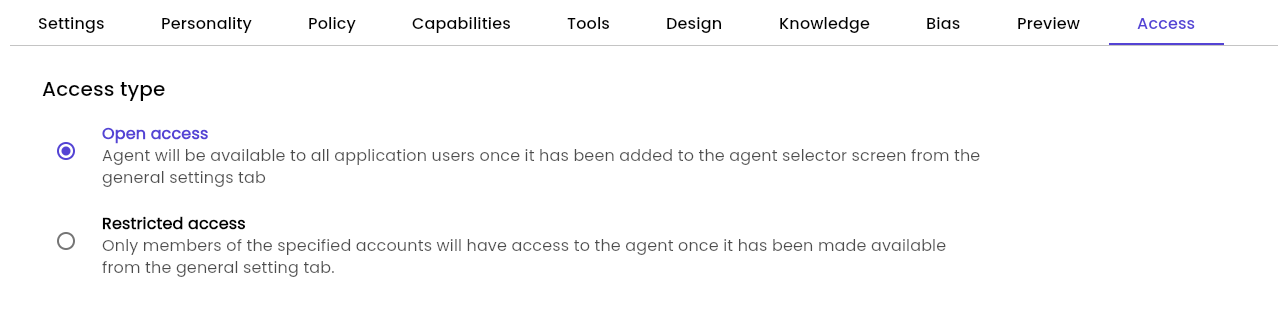 Settings Personality Policy Capabilities Tools Design Knowledge Bias Preview Access
Access type
Open access
Agent will be available to all application users once it has been added to the agent selector screen from the
general settings tab
Restricted access
Only members of the specified accounts will have access to the agent once it has been made available
from the general setting tab.